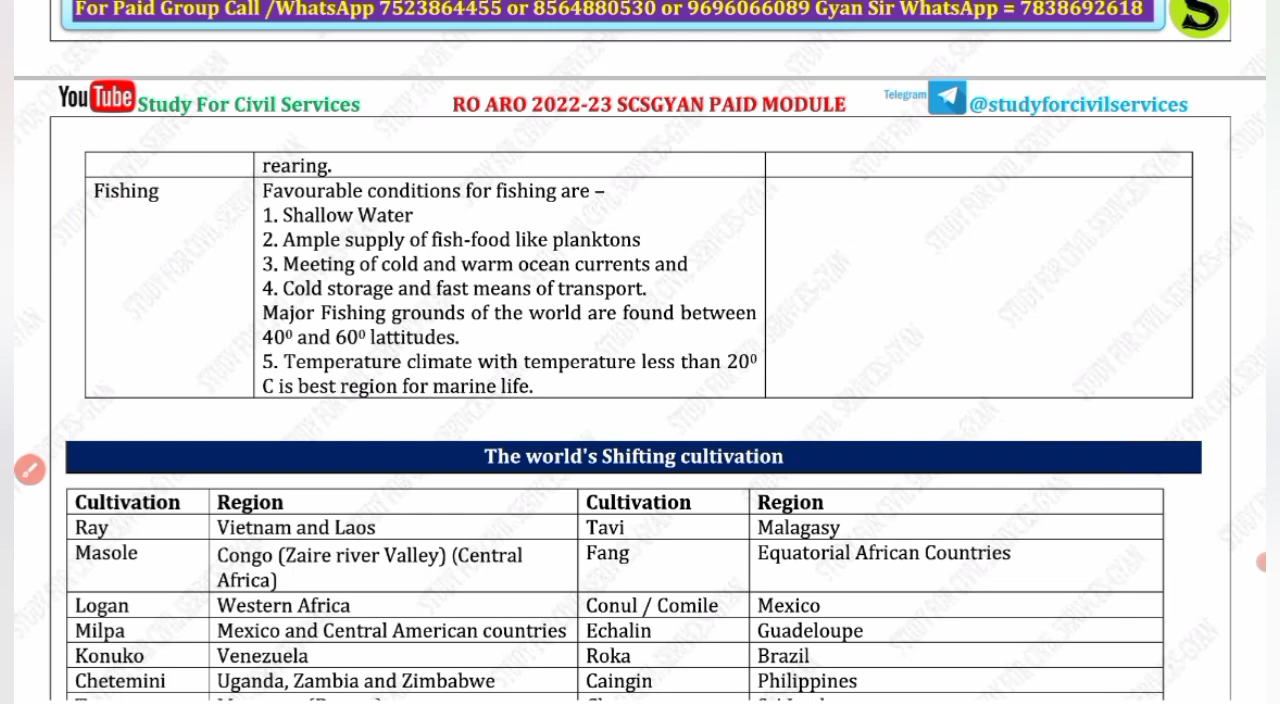 For Paid Group Call /WhatsApp 7523864455 or 8564880530 or 9696066089 Gyan Sir WhatsApp = 7838692618
S
YouTube Study For Civil Services RO ARO 2022-23 SCSGYAN PAID MODULE Telegram @studyforcivilservices
rearing.
Fishing Favourable conditions for fishing are –
1. Shallow Water
2. Ample supply of fish-food like planktons
3. Meeting of cold and warm ocean currents and
4. Cold storage and fast means of transport.
Major Fishing grounds of the world are found between
40⁰ and 60⁰ lattitudes.
5. Temperature climate with temperature less than 20⁰
C is best region for marine life.
The world's Shifting cultivation
Cultivation Region Cultivation Region
Ray Vietnam and Laos Tavi Malagasy
Masole Congo (Zaire river Valley) (Central Fang Equatorial African Countries
Africa)
Logan Western Africa Conul / Comile Mexico
Milpa Mexico and Central American countries Echalin Guadeloupe
Konuko Venezuela Roka Brazil
Chetemini Uganda, Zambia and Zimbabwe Caingin Philippines